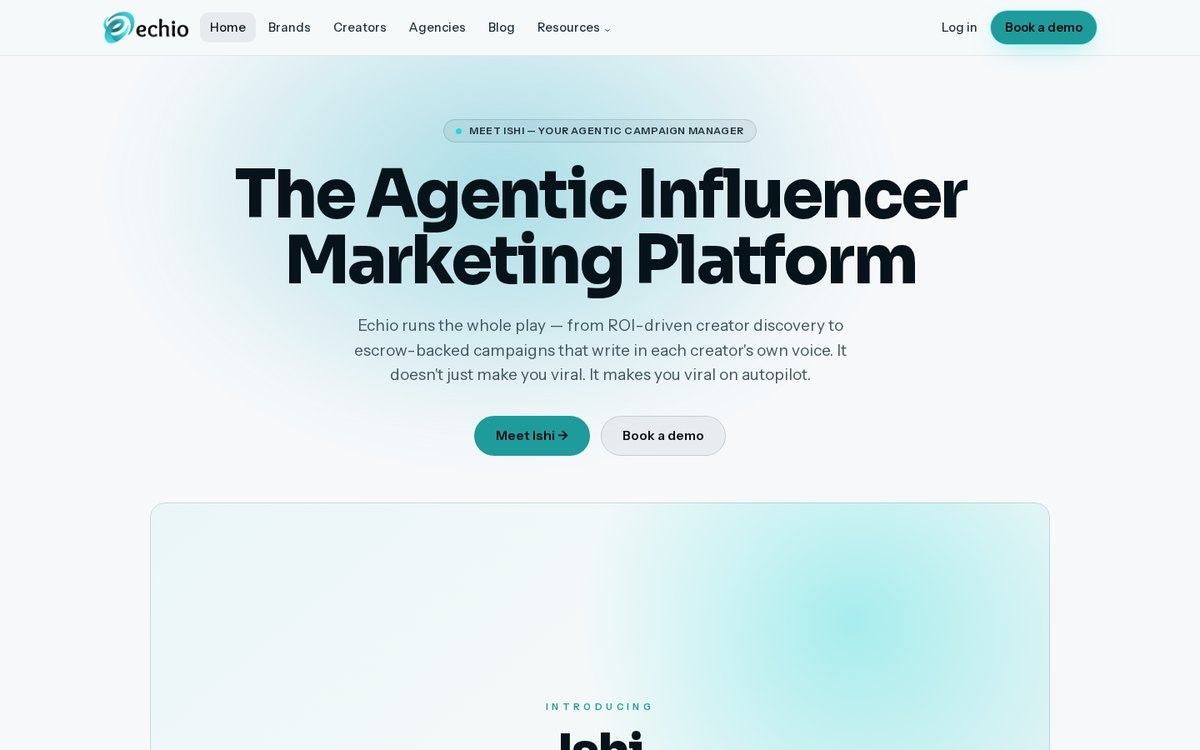 echio
Home
Brands
Creators
Agencies
Blog
Resources
Log in
Book a demo
MEET ISHI — YOUR AGENTIC CAMPAIGN MANAGER
The Agentic Influencer
Marketing Platform
Echio runs the whole play — from ROI-driven creator discovery to
escrow-backed campaigns that write in each creator's own voice. It
doesn't just make you viral. It makes you viral on autopilot.
Meet Ishi →
Book a demo
INTRODUCING
Ishi